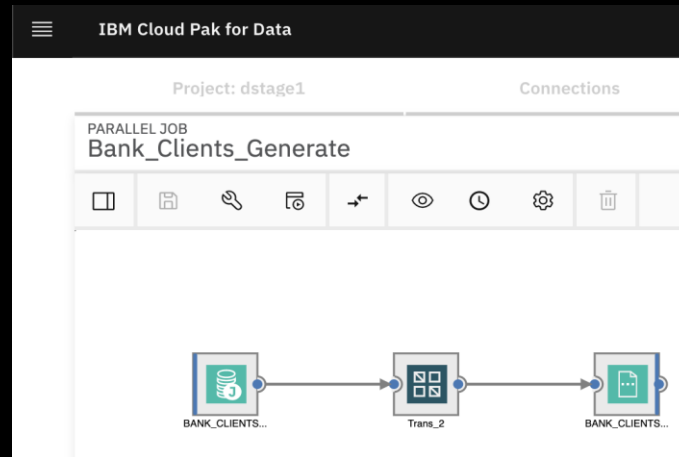 IBM Cloud Pak for Data
Project: dstage1
Connections
PARALLEL JOB
Bank_Clients_Generate
J
BANK_CLIENTS...
Trans_2
BANK_CLIENTS...